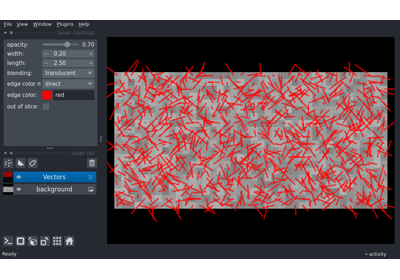 File View Window Plugins Help
layer controls
opacity: 0.70
width: 0.20
length: 2.50
blending: translucent
edge color m direct
edge color: red
out of slice:
layer list
Vectors
background
Ready
activity